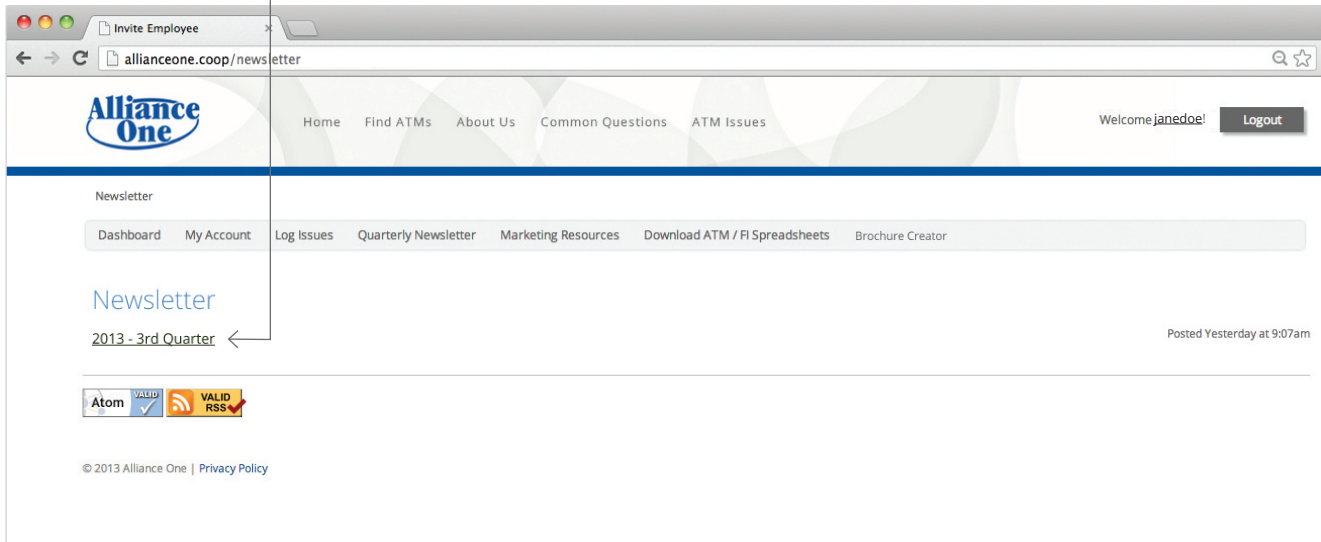 Invite Employee
allianceone.coop/newsletter
Alliance
One
Home Find ATMs About Us Common Questions ATM Issues
Welcome janedoe! Logout
Newsletter
Dashboard My Account Log Issues Quarterly Newsletter Marketing Resources Download ATM / FI Spreadsheets Brochure Creator
Newsletter
2013 - 3rd Quarter
Posted Yesterday at 9:07am
Atom VALID VALID
RSS
© 2013 Alliance One | Privacy Policy